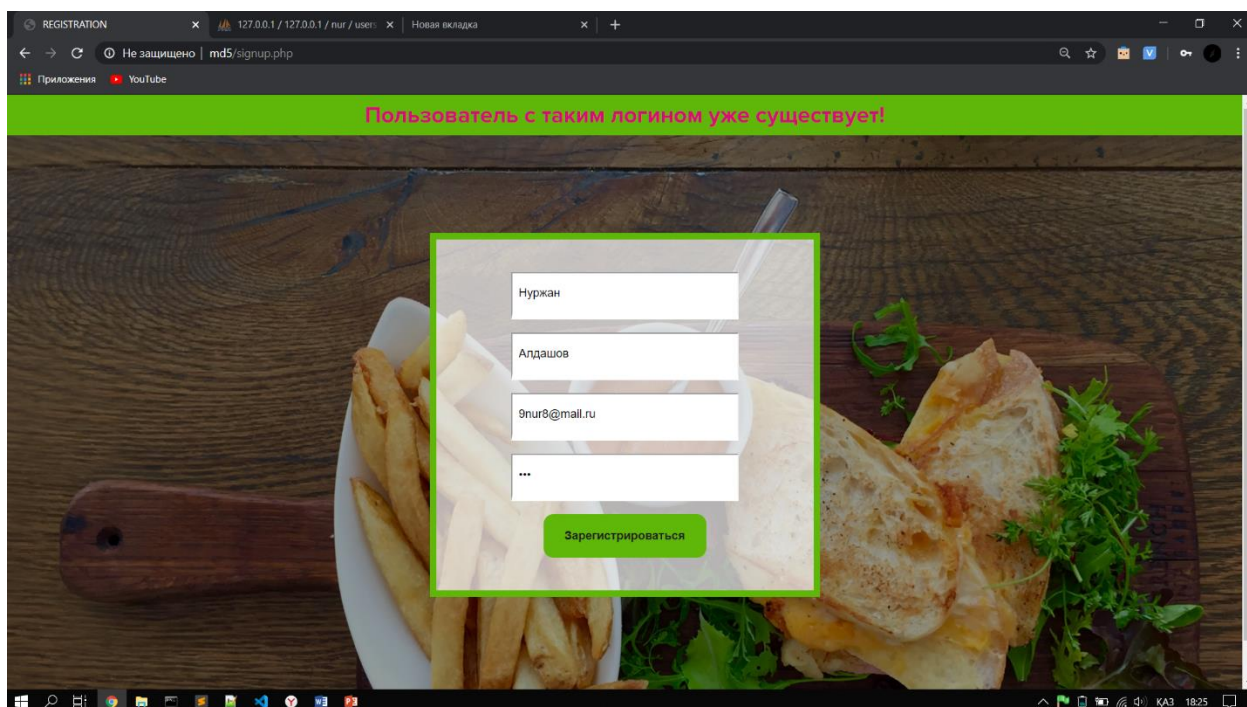 REGISTRATION
127.0.0.1 / 127.0.0.1 / nur / users
Новая вкладка
Не защищено | md5/signup.php
Приложения
YouTube
Пользователь с таким логином уже существует!
Нуржан
Алдашов
9nur8@mail.ru
•••
Зарегистрироваться
ҚАЗ 18:25